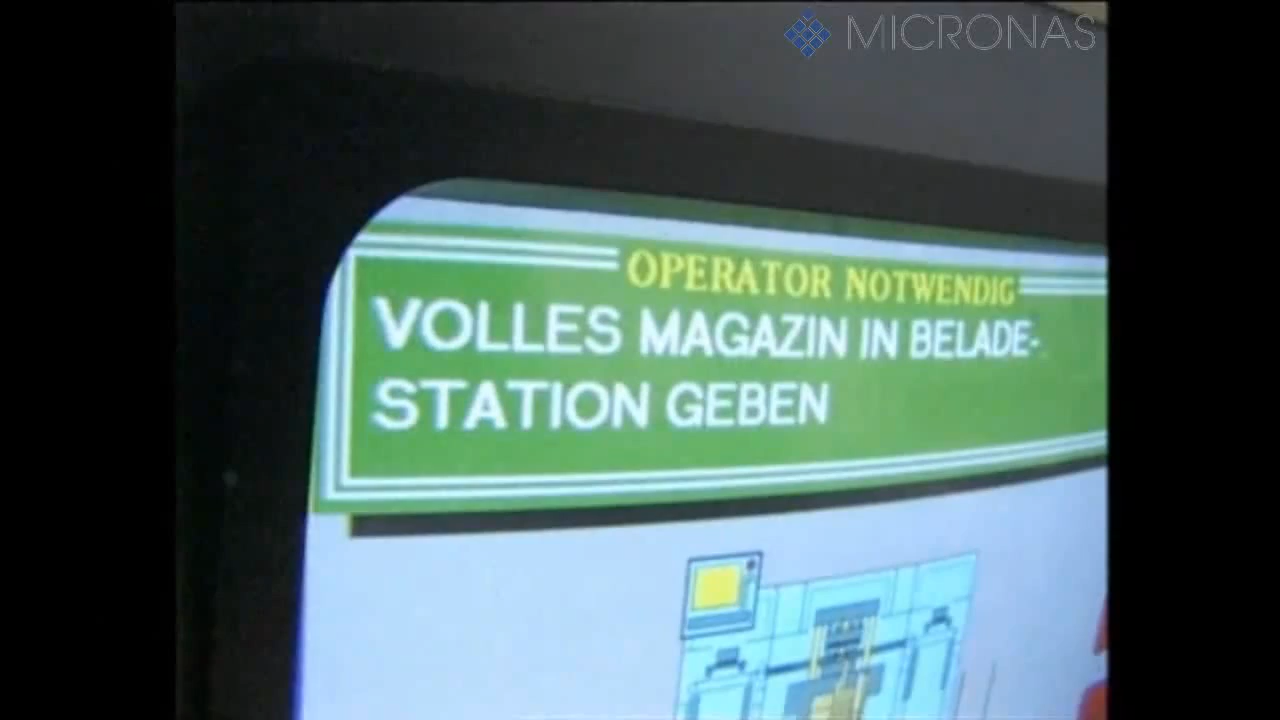 MICRONAS
OPERATOR NOTWENDIG
VOLLES MAGAZIN IN BELADE-
STATION GEBEN